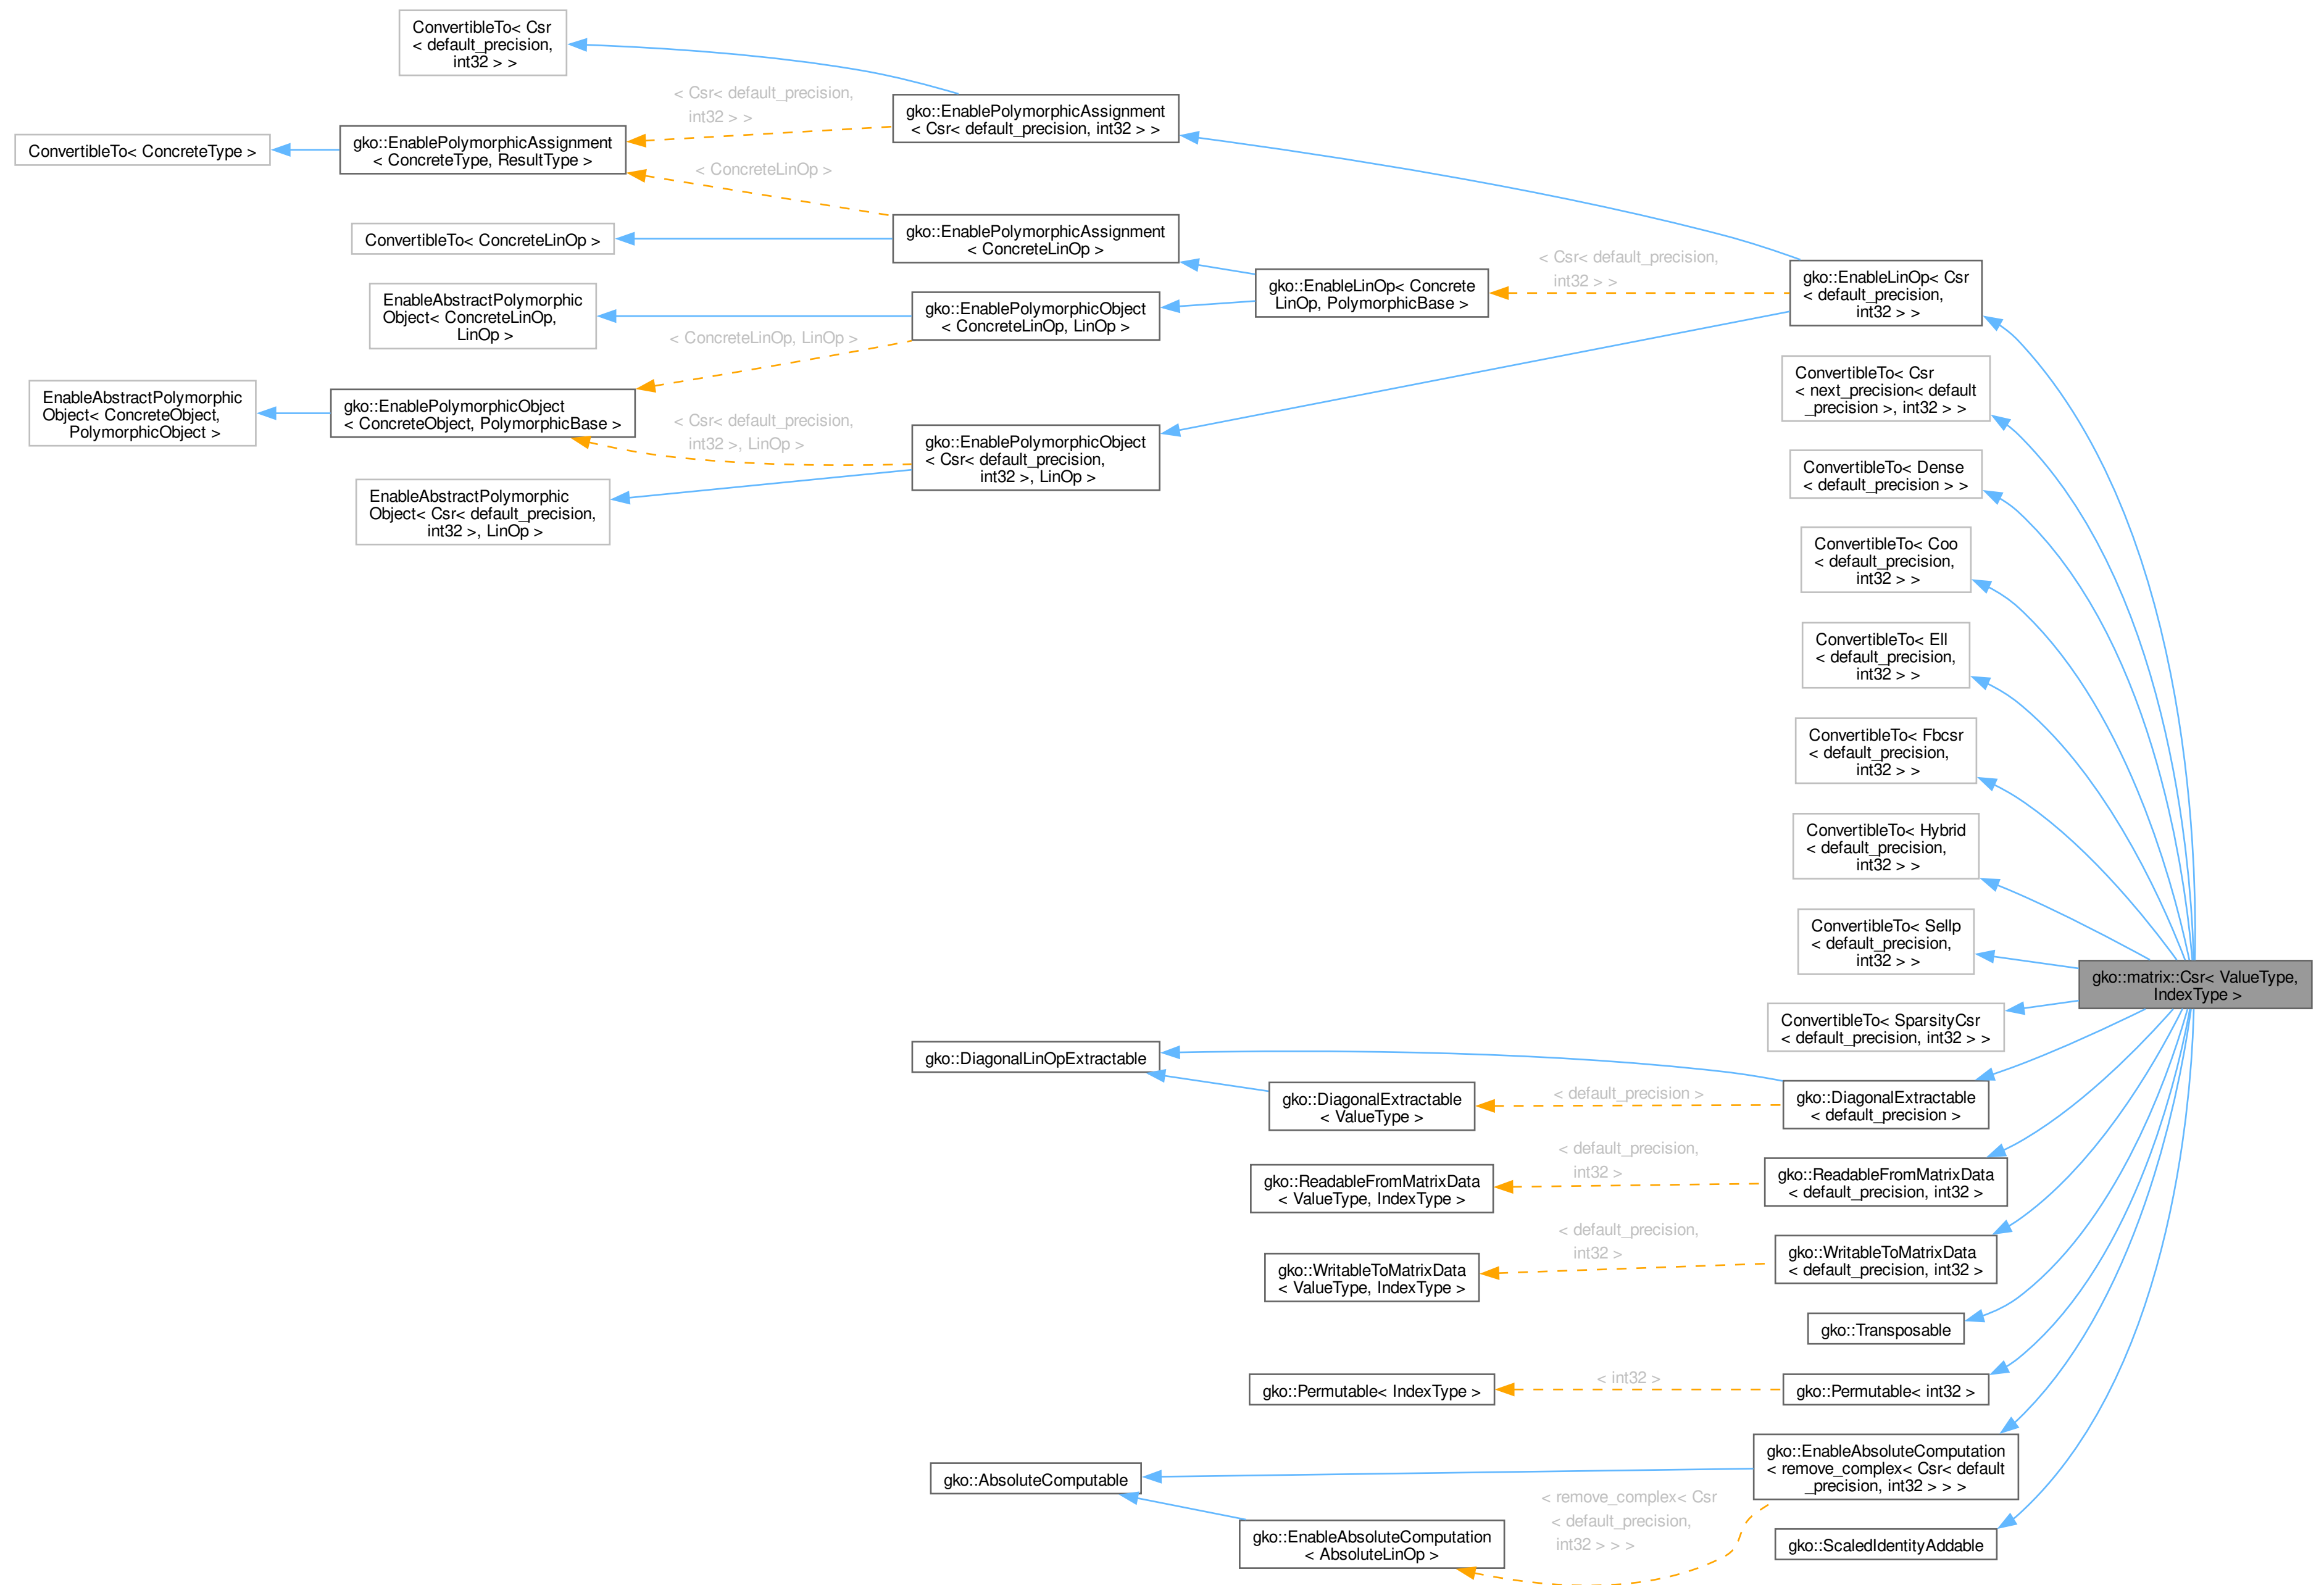 ConvertibleTo< Csr
< default_precision,
int32 > >
< Csr< default_precision,
int32 > >
gko::EnablePolymorphicAssignment
< Csr< default_precision, int32 > >
ConvertibleTo< ConcreteType >
gko::EnablePolymorphicAssignment
< ConcreteType, ResultType >
< ConcreteLinOp >
ConvertibleTo< ConcreteLinOp >
gko::EnablePolymorphicAssignment
< ConcreteLinOp >
EnableAbstractPolymorphic
Object< ConcreteLinOp,
LinOp >
gko::EnablePolymorphicObject
< ConcreteLinOp, LinOp >
gko::EnableLinOp< Concrete
LinOp, PolymorphicBase >
< Csr< default_precision,
int32 > >
gko::EnableLinOp< Csr
< default_precision,
int32 > >
< ConcreteLinOp, LinOp >
EnableAbstractPolymorphic
Object< ConcreteObject,
PolymorphicObject >
gko::EnablePolymorphicObject
< ConcreteObject, PolymorphicBase >
< Csr< default_precision,
int32 >, LinOp >
gko::EnablePolymorphicObject
< Csr< default_precision,
int32 >, LinOp >
EnableAbstractPolymorphic
Object< Csr< default_precision,
int32 >, LinOp >
ConvertibleTo< Csr
< next_precision< default
_precision >, int32 > >
ConvertibleTo< Dense
< default_precision > >
ConvertibleTo< Coo
< default_precision,
int32 > >
ConvertibleTo< Ell
< default_precision,
int32 > >
ConvertibleTo< Fbcsr
< default_precision,
int32 > >
ConvertibleTo< Hybrid
< default_precision,
int32 > >
ConvertibleTo< Sellp
< default_precision,
int32 > >
gko::matrix::Csr< ValueType,
IndexType >
ConvertibleTo< SparsityCsr
< default_precision, int32 > >
gko::DiagonalLinOpExtractable
gko::DiagonalExtractable
< ValueType >
< default_precision >
gko::DiagonalExtractable
< default_precision >
gko::ReadableFromMatrixData
< ValueType, IndexType >
< default_precision,
int32 >
gko::ReadableFromMatrixData
< default_precision, int32 >
gko::WritableToMatrixData
< ValueType, IndexType >
< default_precision,
int32 >
gko::WritableToMatrixData
< default_precision, int32 >
gko::Transposable
gko::Permutable< IndexType >
< int32 >
gko::Permutable< int32 >
gko::AbsoluteComputable
gko::EnableAbsoluteComputation
< remove_complex< Csr< default
_precision, int32 > > >
gko::EnableAbsoluteComputation
< AbsoluteLinOp >
< remove_complex< Csr
< default_precision,
int32 > > >
gko::ScaledIdentityAddable